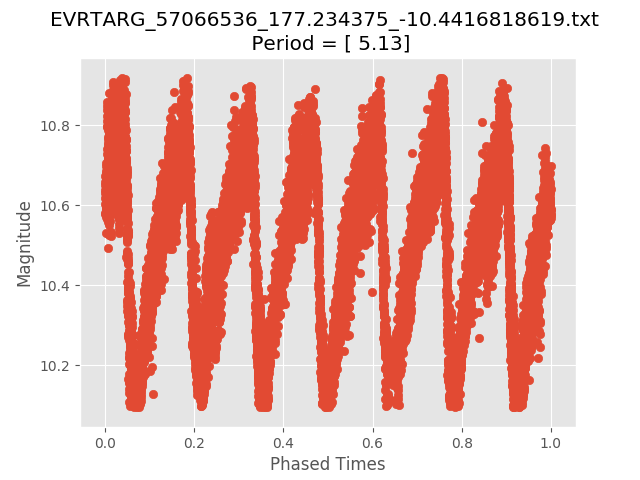 EVRTARG_57066536_177.234375_-10.4416818619.txt
Period = [ 5.13]
10.8
10.6
10.4
10.2
Magnitude
0.0 0.2 0.4 0.6 0.8 1.0
Phased Times